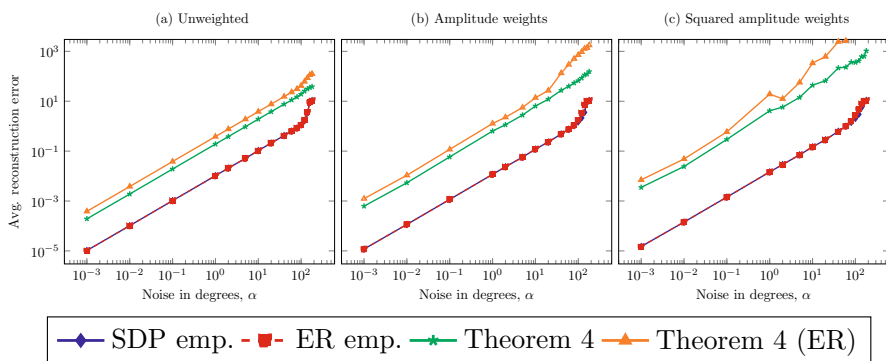 (a) Unweighted
(b) Amplitude weights
(c) Squared amplitude weights
Avg. reconstruction error
10^3
10^1
10^−1
10^−3
10^−5
10^−3 10^−2 10^−1 10^0 10^1 10^2
10^−3 10^−2 10^−1 10^0 10^1 10^2
10^−3 10^−2 10^−1 10^0 10^1 10^2
Noise in degrees, α
Noise in degrees, α
Noise in degrees, α
SDP emp. ER emp. Theorem 4 Theorem 4 (ER)